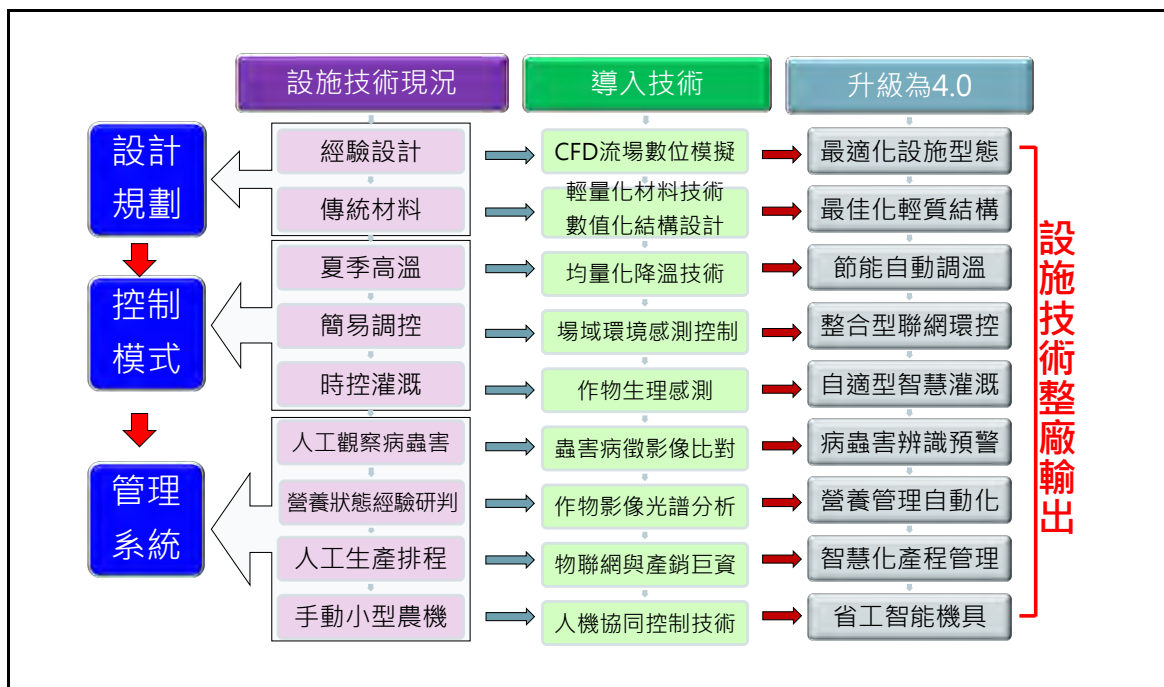 設施技術現況
導入技術
升級為4.0
設計
規劃
經驗設計
CFD流場數位模擬
最適化設施型態
傳統材料
輕量化材料技術
數值化結構設計
最佳化輕質結構
控制
模式
夏季高溫
均量化降溫技術
節能自動調溫
簡易調控
場域環境感測控制
整合型聯網環控
時控灌溉
作物生理感測
自適型智慧灌溉
管理
系統
人工觀察病蟲害
蟲害病徵影像比對
病蟲害辨識預警
營養狀態經驗研判
作物影像光譜分析
營養管理自動化
人工生產排程
物聯網與產銷巨資
智慧化產程管理
手動小型農機
人機協同控制技術
省工智能機具
設施技術整廠輸出